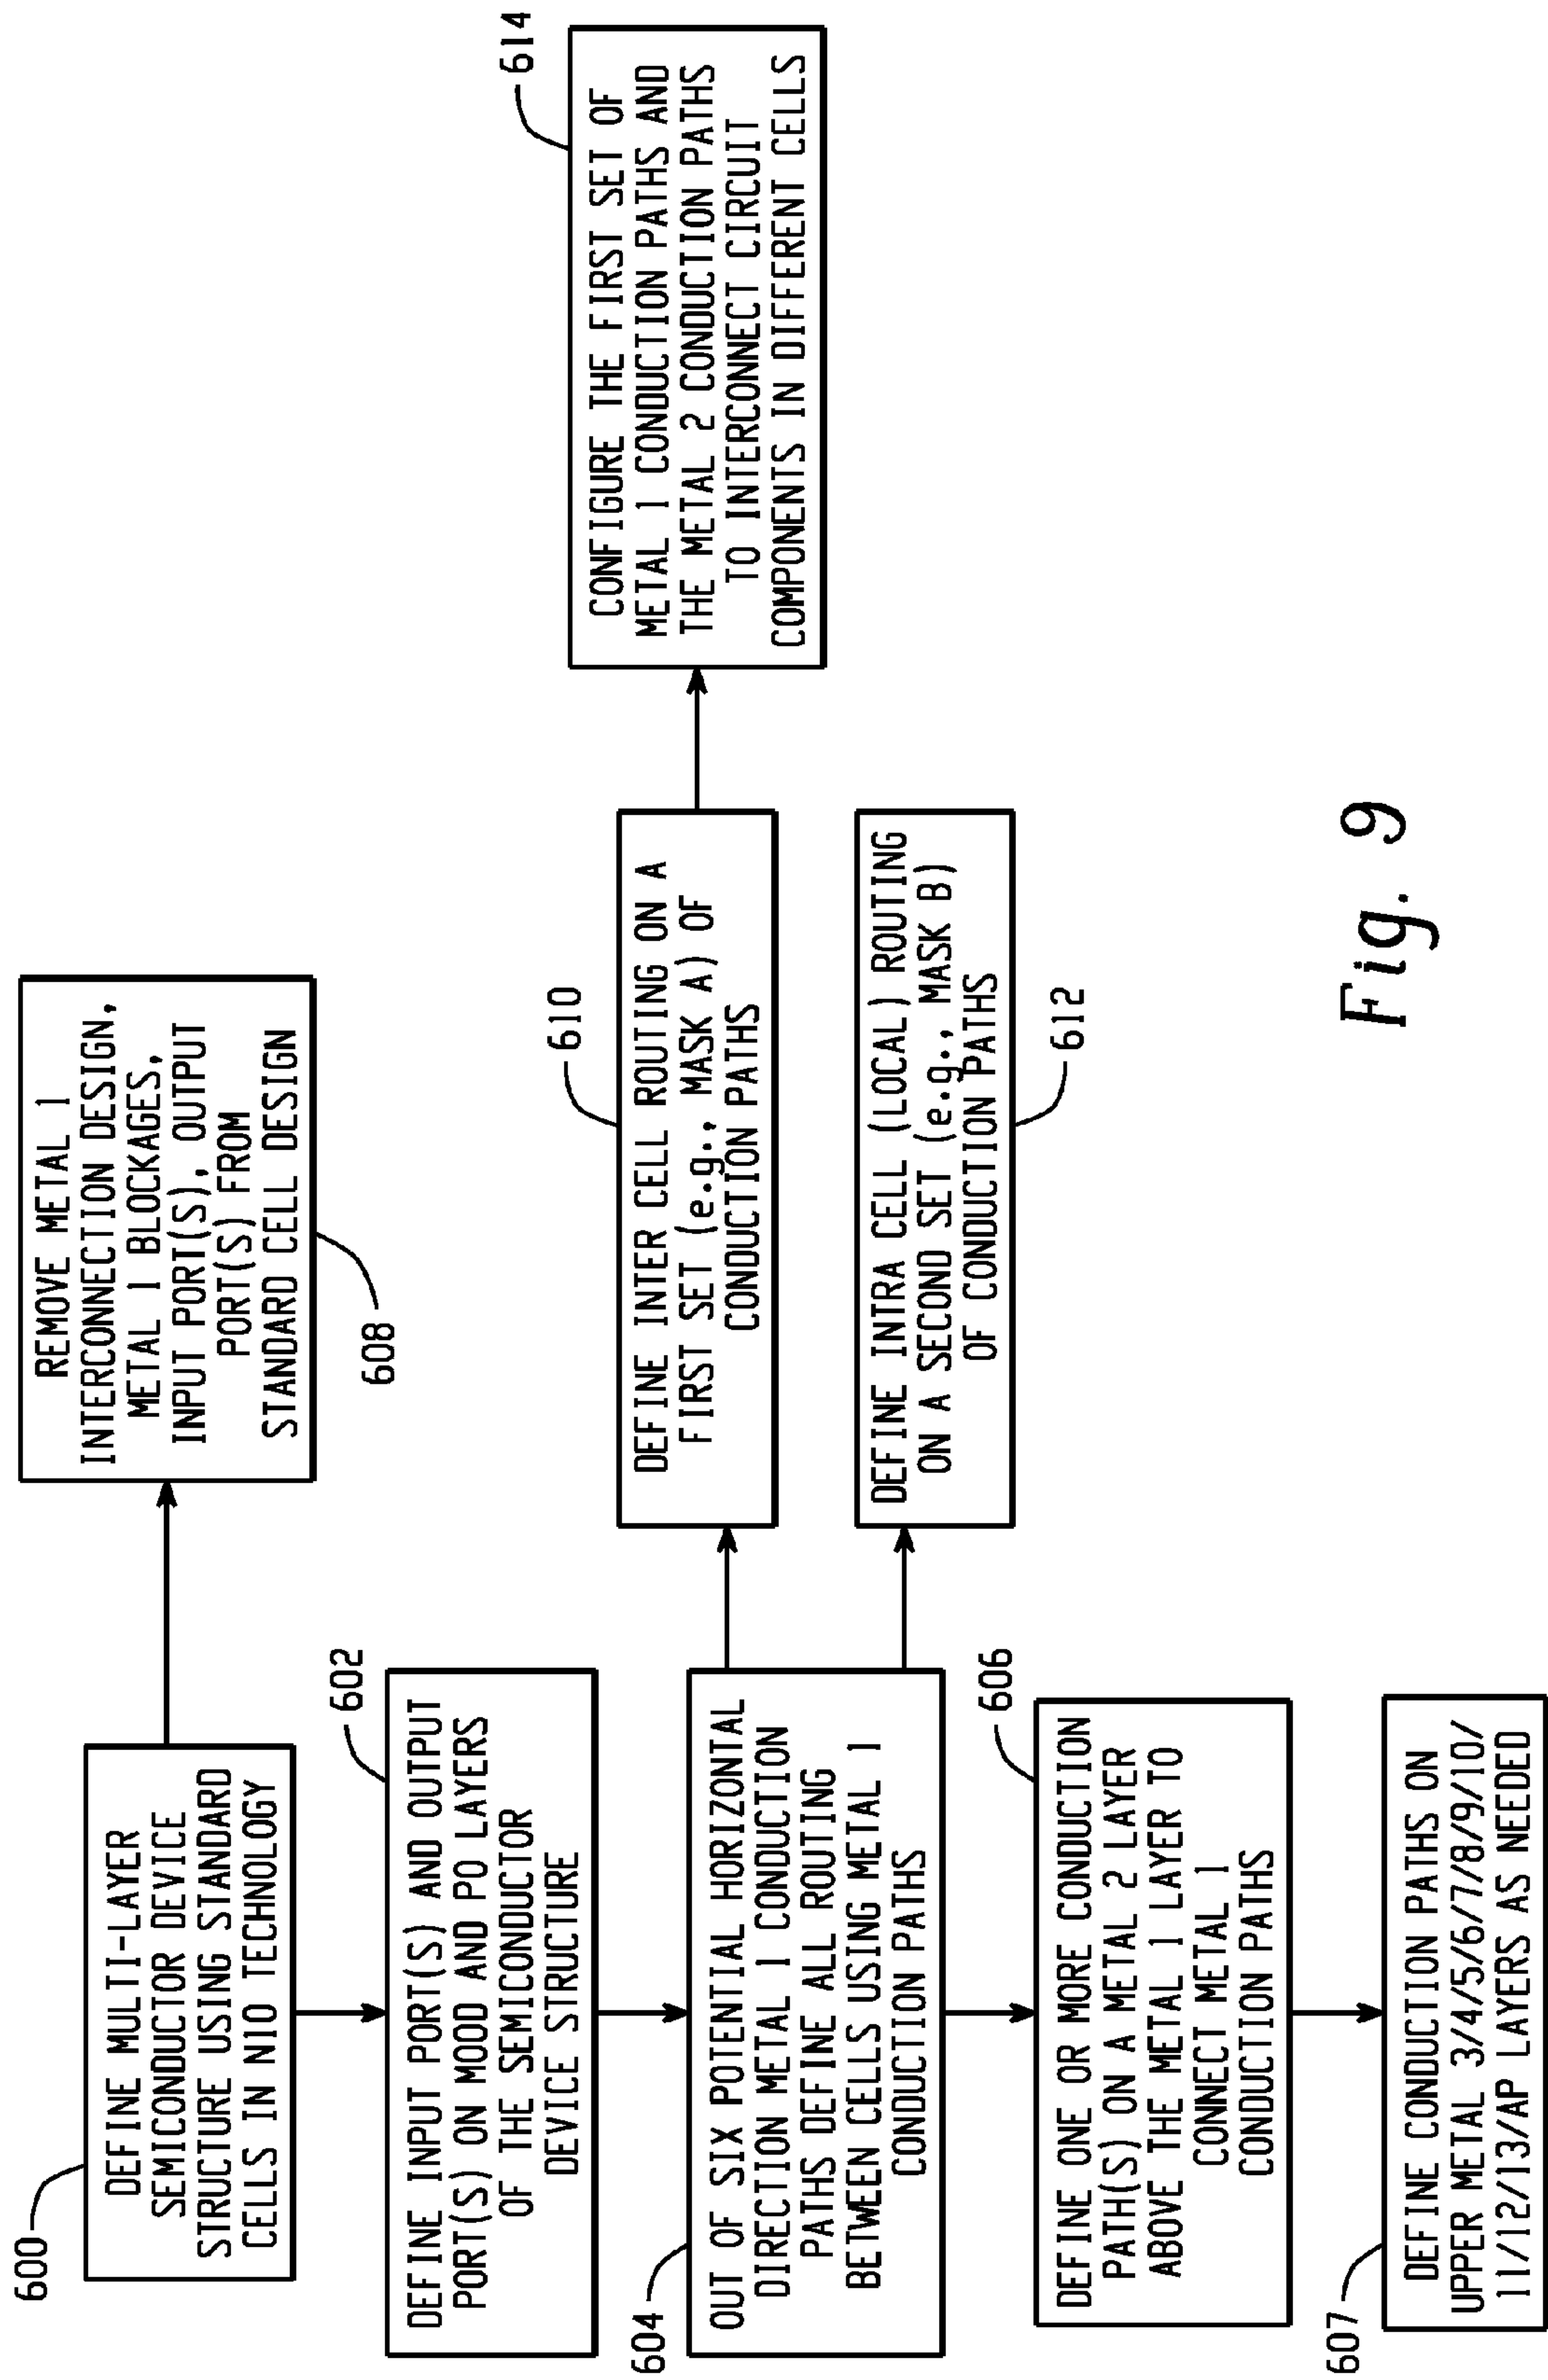 600
DEFINE MULTI-LAYER
SEMICONDUCTOR DEVICE
STRUCTURE USING STANDARD
CELLS IN N10 TECHNOLOGY
REMOVE METAL 1
INTERCONNECTION DESIGN,
METAL 1 BLOCKAGES,
INPUT PORT(S), OUTPUT
PORT(S) FROM
STANDARD CELL DESIGN
608
602
DEFINE INPUT PORT(S) AND OUTPUT
PORT(S) ON MOOD AND PO LAYERS
OF THE SEMICONDUCTOR
DEVICE STRUCTURE
604
OUT OF SIX POTENTIAL HORIZONTAL
DIRECTION METAL 1 CONDUCTION
PATHS DEFINE ALL ROUTING
BETWEEN CELLS USING METAL 1
CONDUCTION PATHS
610
DEFINE INTER CELL ROUTING ON A
FIRST SET (e.g., MASK A) OF
CONDUCTION PATHS
614
CONFIGURE THE FIRST SET OF
METAL 1 CONDUCTION PATHS AND
THE METAL 2 CONDUCTION PATHS
TO INTERCONNECT CIRCUIT
COMPONENTS IN DIFFERENT CELLS
DEFINE INTRA CELL (LOCAL) ROUTING
ON A SECOND SET (e.g., MASK B)
OF CONDUCTION PATHS
612
606
DEFINE ONE OR MORE CONDUCTION
PATH(S) ON A METAL 2 LAYER
ABOVE THE METAL 1 LAYER TO
CONNECT METAL 1
CONDUCTION PATHS
607
DEFINE CONDUCTION PATHS ON
UPPER METAL 3/4/5/6/7/8/9/10/
11/12/13/AP LAYERS AS NEEDED
Fig. 9